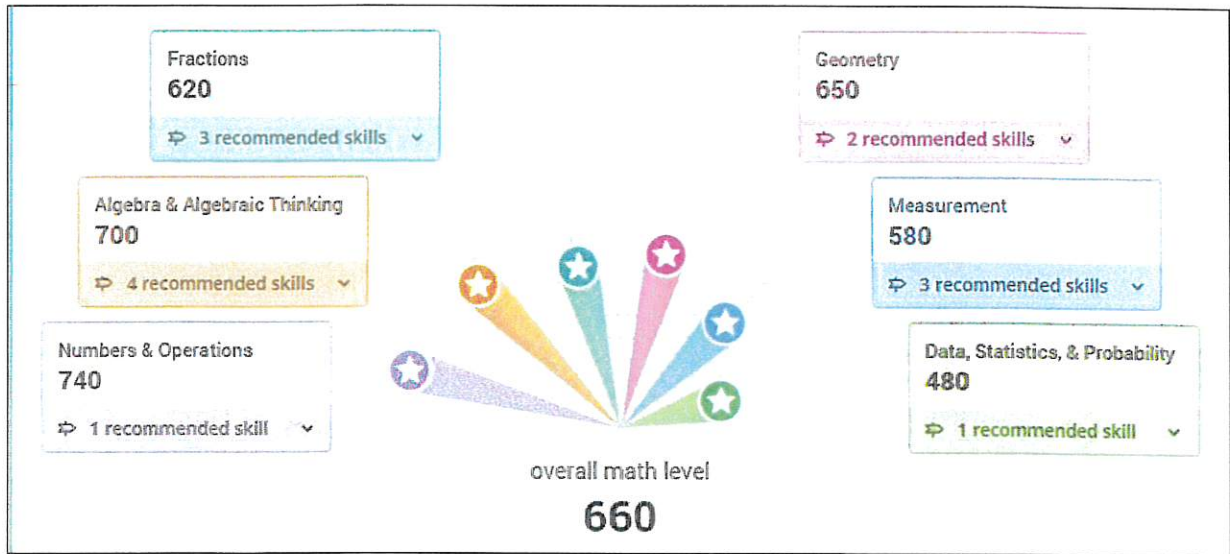 Fractions
620
3 recommended skills
Algebra & Algebraic Thinking
700
4 recommended skills
Numbers & Operations
740
1 recommended skill
Geometry
650
2 recommended skills
Measurement
580
3 recommended skills
Data, Statistics, & Probability
480
1 recommended skill
overall math level
660